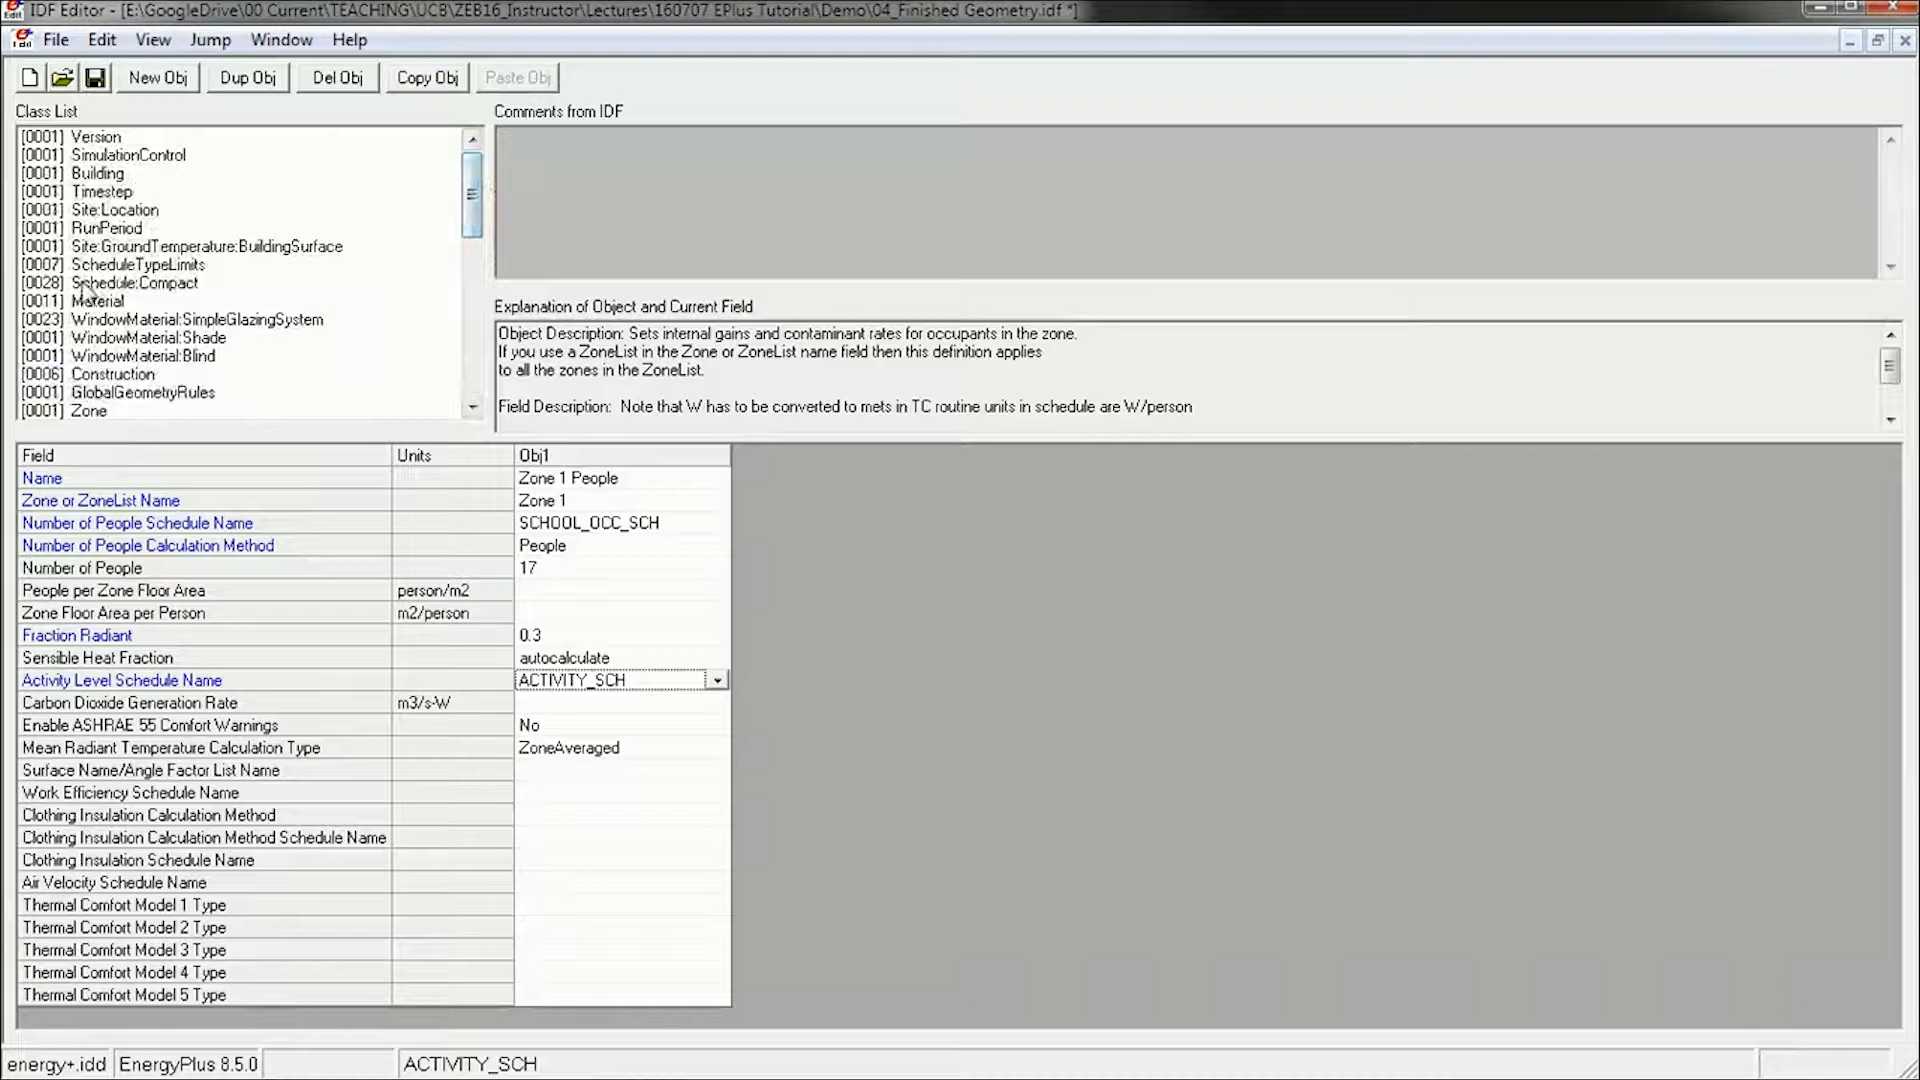 IDF Editor - [E:\GoogleDrive\00 Current\TEACHING\UCB\ZEB16_Instructor\Lectures\160707 EPlus Tutorial\Demo\04_Finished Geometry.idf *]
File Edit View Jump Window Help
New Obj Dup Obj Del Obj Copy Obj Paste Obj
Class List
Comments from IDF
[0001] Version
[0001] SimulationControl
[0001] Building
[0001] Timestep
[0001] Site:Location
[0001] RunPeriod
[0001] Site:GroundTemperature:BuildingSurface
[0007] ScheduleTypeLimits
[0028] Schedule:Compact
[0011] Material
[0023] WindowMaterial:SimpleGlazingSystem
[0001] WindowMaterial:Shade
[0001] WindowMaterial:Blind
[0006] Construction
[0001] GlobalGeometryRules
[0001] Zone
Explanation of Object and Current Field
Object Description: Sets internal gains and contaminant rates for occupants in the zone.
If you use a ZoneList in the Zone or ZoneList name field then this definition applies
to all the zones in the ZoneList.
Field Description: Note that W has to be converted to mets in TC routine units in schedule are W/person
Field Units Obj1
Name Zone 1 People
Zone or ZoneList Name Zone 1
Number of People Schedule Name SCHOOL_OCC_SCH
Number of People Calculation Method People
Number of People 17
People per Zone Floor Area person/m2
Zone Floor Area per Person m2/person
Fraction Radiant 0.3
Sensible Heat Fraction autocalculate
Activity Level Schedule Name ACTIVITY_SCH
Carbon Dioxide Generation Rate m3/s-W
Enable ASHRAE 55 Comfort Warnings No
Mean Radiant Temperature Calculation Type ZoneAveraged
Surface Name/Angle Factor List Name
Work Efficiency Schedule Name
Clothing Insulation Calculation Method
Clothing Insulation Calculation Method Schedule Name
Clothing Insulation Schedule Name
Air Velocity Schedule Name
Thermal Comfort Model 1 Type
Thermal Comfort Model 2 Type
Thermal Comfort Model 3 Type
Thermal Comfort Model 4 Type
Thermal Comfort Model 5 Type
energy+.idd EnergyPlus 8.5.0 ACTIVITY_SCH